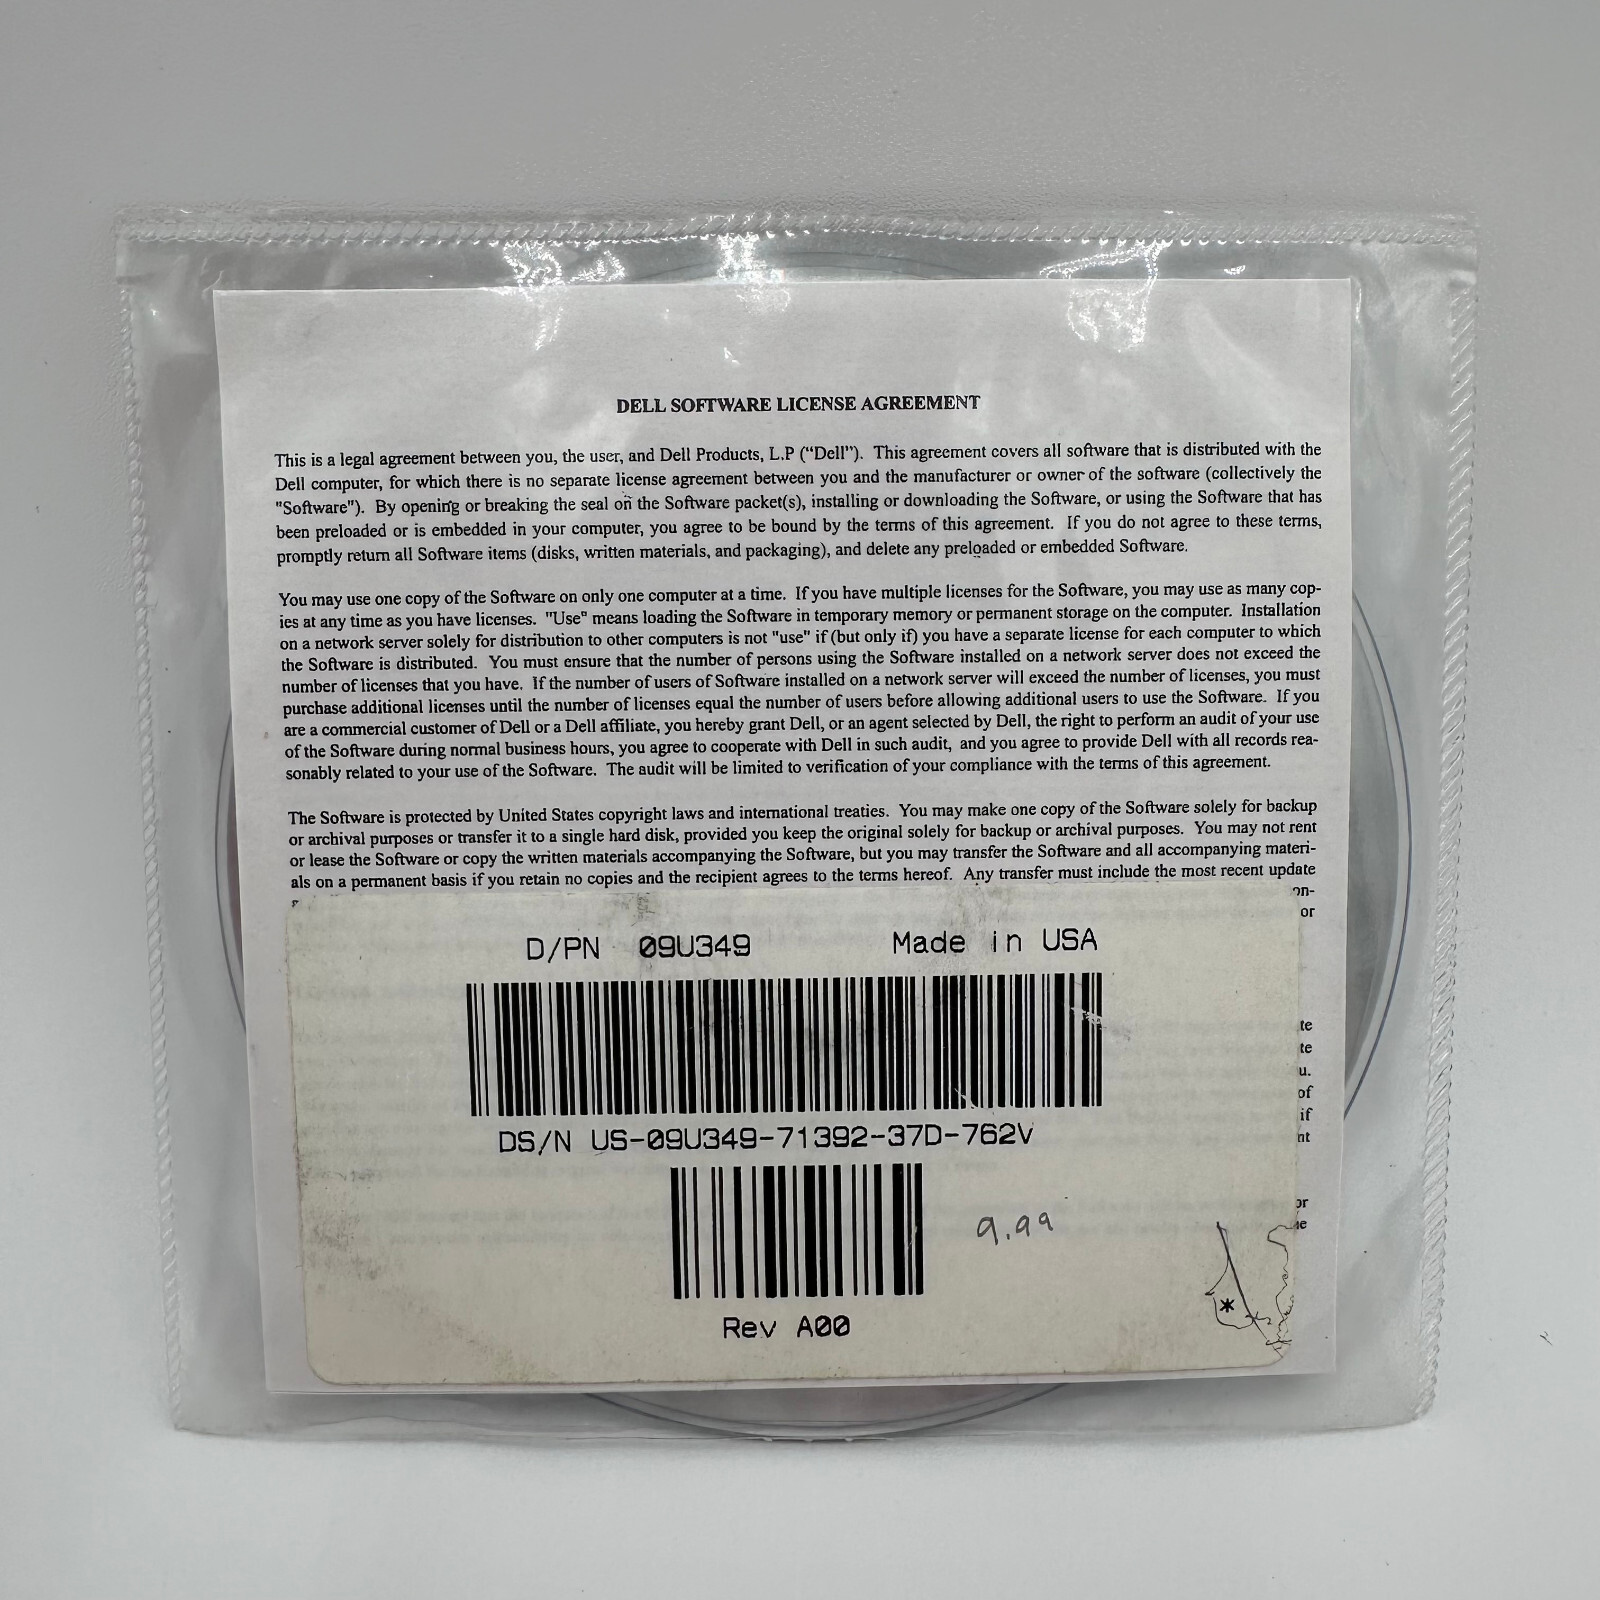 DELL SOFTWARE LICENSE AGREEMENT
This is a legal agreement between you, the user, and Dell Products, L.P ("Dell"). This agreement covers all software that is distributed with the
Dell computer, for which there is no separate license agreement between you and the manufacturer or owner of the software (collectively the
"Software"). By opening or breaking the seal on the Software packet(s), installing or downloading the Software, or using the Software that has
been preloaded or is embedded in your computer, you agree to be bound by the terms of this agreement. If you do not agree to these terms,
promptly return all Software items (disks, written materials, and packaging), and delete any preloaded or embedded Software.
You may use one copy of the Software on only one computer at a time. If you have multiple licenses for the Software, you may use as many cop-
ies at any time as you have licenses. "Use" means loading the Software in temporary memory or permanent storage on the computer. Installation
on a network server solely for distribution to other computers is not "use" if (but only if) you have a separate license for each computer to which
the Software is distributed. You must ensure that the number of persons using the Software installed on a network server does not exceed the
number of licenses that you have. If the number of users of Software installed on a network server will exceed the number of licenses, you must
purchase additional licenses until the number of licenses equal the number of users before allowing additional users to use the Software. If you
are a commercial customer of Dell or a Dell affiliate, you hereby grant Dell, or an agent selected by Dell, the right to perform an audit of your use
of the Software during normal business hours, you agree to cooperate with Dell in such audit, and you agree to provide Dell with all records rea-
sonably related to your use of the Software. The audit will be limited to verification of your compliance with the terms of this agreement.
The Software is protected by United States copyright laws and international treaties. You may make one copy of the Software solely for backup
or archival purposes or transfer it to a single hard disk, provided you keep the original solely for backup or archival purposes. You may not rent
or lease the Software or copy the written materials accompanying the Software, but you may transfer the Software and all accompanying materi-
als on a permanent basis if you retain no copies and the recipient agrees to the terms hereof. Any transfer must include the most recent update
on-
or
D/PN 09U349 Made in USA
te
te
u.
of
if
nt
DS/N US-09U349-71392-37D-762V
or
9.99
Rev A00